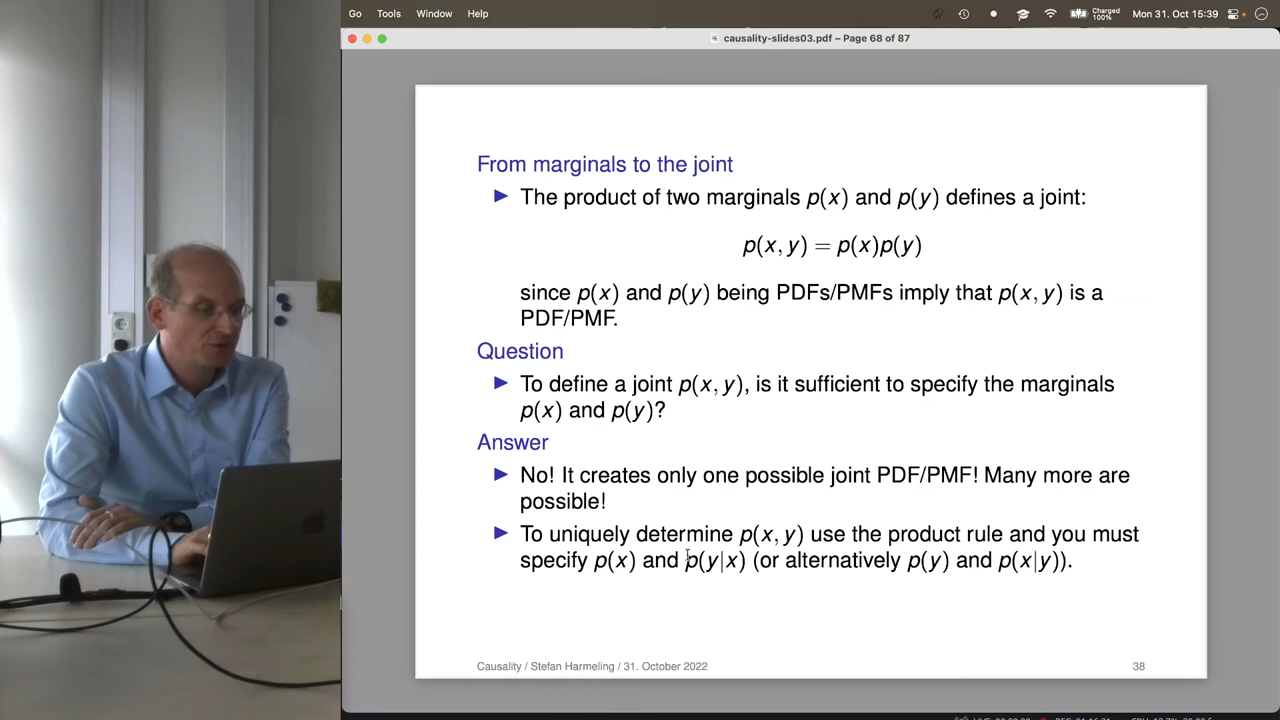 Go Tools Window Help Charged 100% Mon 31. Oct 15:39
causality-slides03.pdf – Page 68 of 87
From marginals to the joint
▶ The product of two marginals p(x) and p(y) defines a joint:
p(x, y) = p(x)p(y)
since p(x) and p(y) being PDFs/PMFs imply that p(x, y) is a
PDF/PMF.
Question
▶ To define a joint p(x, y), is it sufficient to specify the marginals
p(x) and p(y)?
Answer
▶ No! It creates only one possible joint PDF/PMF! Many more are
possible!
▶ To uniquely determine p(x, y) use the product rule and you must
specify p(x) and p(y|x) (or alternatively p(y) and p(x|y)).
Causality / Stefan Harmeling / 31. October 2022 38